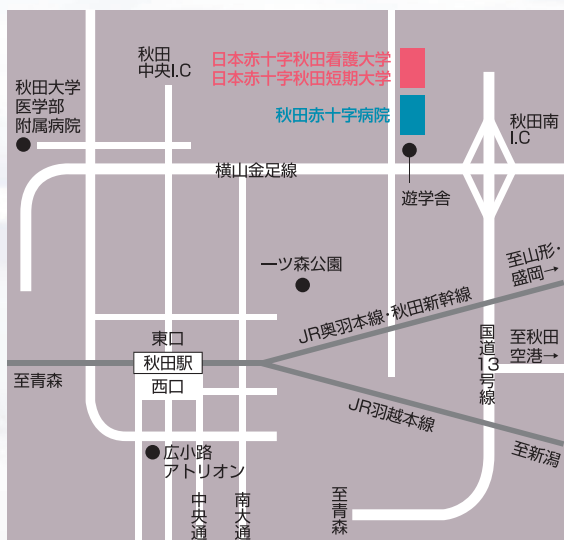 秋田
中央I.C
日本赤十字秋田看護大学
日本赤十字秋田短期大学
秋田大学
医学部
附属病院
秋田赤十字病院
秋田南
I.C
横山金足線
遊学舎
至山形・
盛岡→
一ツ森公園
JR奥羽本線・秋田新幹線
東口
秋田駅
西口
至青森
国道13号線
至秋田
空港→
JR羽越本線
至新潟
広小路
アトリオン
中央通
南大通
至青森